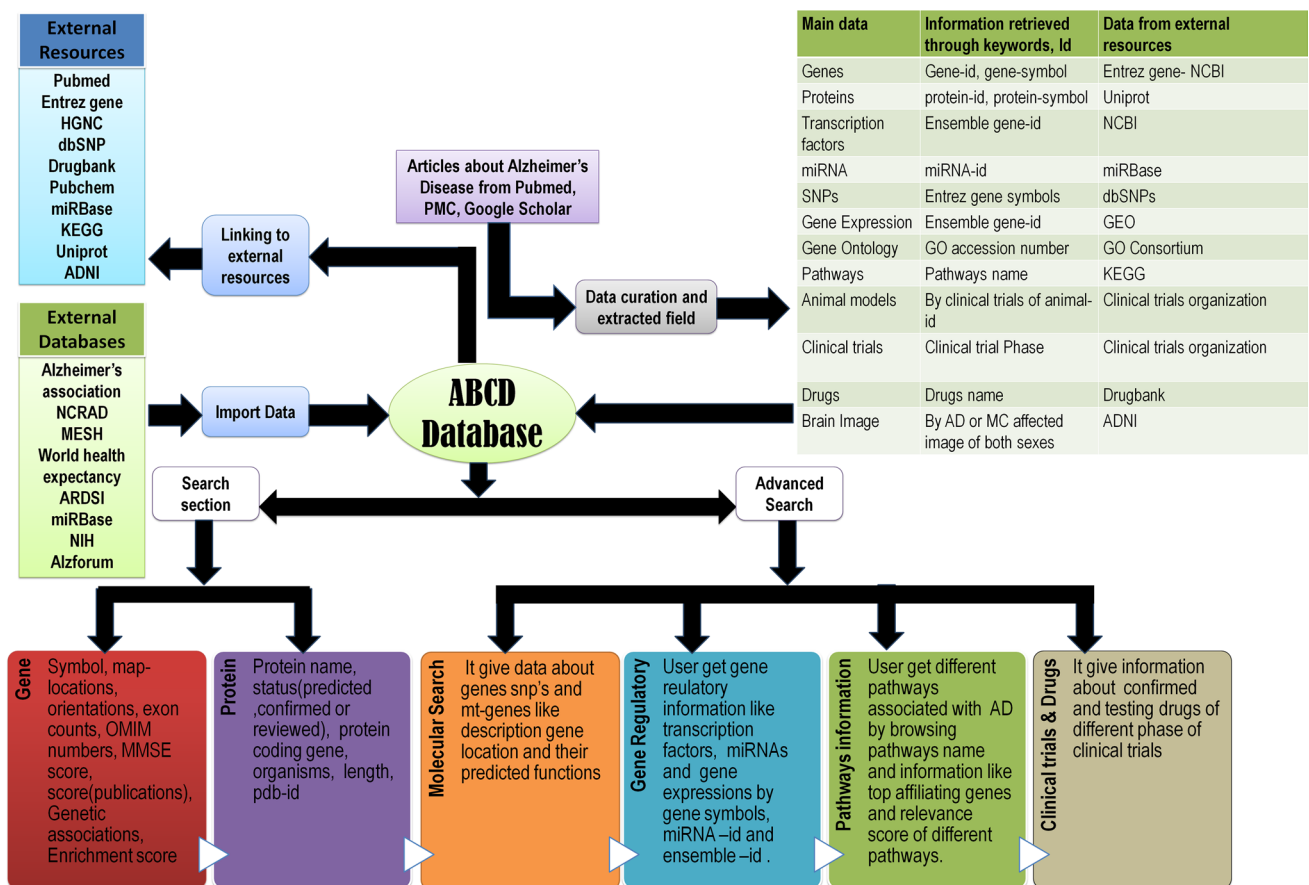 External
Resources
Pubmed
Entrez gene
HGNC
dbSNP
Drugbank
Pubchem
miRBase
KEGG
Uniprot
ADNI
Linking to
external
resources
Articles about Alzheimer's
Disease from Pubmed,
PMC, Google Scholar
Data curation and
extracted field
Main data Information retrieved through keywords, Id Data from external resources
Genes Gene-id, gene-symbol Entrez gene- NCBI
Proteins protein-id, protein-symbol Uniprot
Transcription factors Ensemble gene-id NCBI
miRNA miRNA-id miRBase
SNPs Entrez gene symbols dbSNPs
Gene Expression Ensemble gene-id GEO
Gene Ontology GO accession number GO Consortium
Pathways Pathways name KEGG
Animal models By clinical trials of animal-id Clinical trials organization
Clinical trials Clinical trial Phase Clinical trials organization
Drugs Drugs name Drugbank
Brain Image By AD or MC affected image of both sexes ADNI
External
Databases
Alzheimer's
association
NCRAD
MESH
World health
expectancy
ARDSI
miRBase
NIH
Alzforum
Import Data
ABCD
Database
Search
section
Advanced
Search
Gene
Symbol, map-
locations,
orientations, exon
counts, OMIM
numbers, MMSE
score,
score(publications),
Genetic
associations,
Enrichment score
Protein
Protein name,
status(predicted
,confirmed or
reviewed), protein
coding gene,
organisms, length,
pdb-id
Molecular Search
It give data about
genes snp's and
mt-genes like
description gene
location and their
predicted functions
Gene Regulatory
User get gene
reulatory
information like
transcription
factors, miRNAs
and gene
expressions by
gene symbols,
miRNA –id and
ensemble –id .
Pathways information
User get different
pathways
associated with AD
by browsing
pathways name
and information like
top affiliating genes
and relevance
score of different
pathways.
Clinical trials & Drugs
It give information
about confirmed
and testing drugs of
different phase of
clinical trials